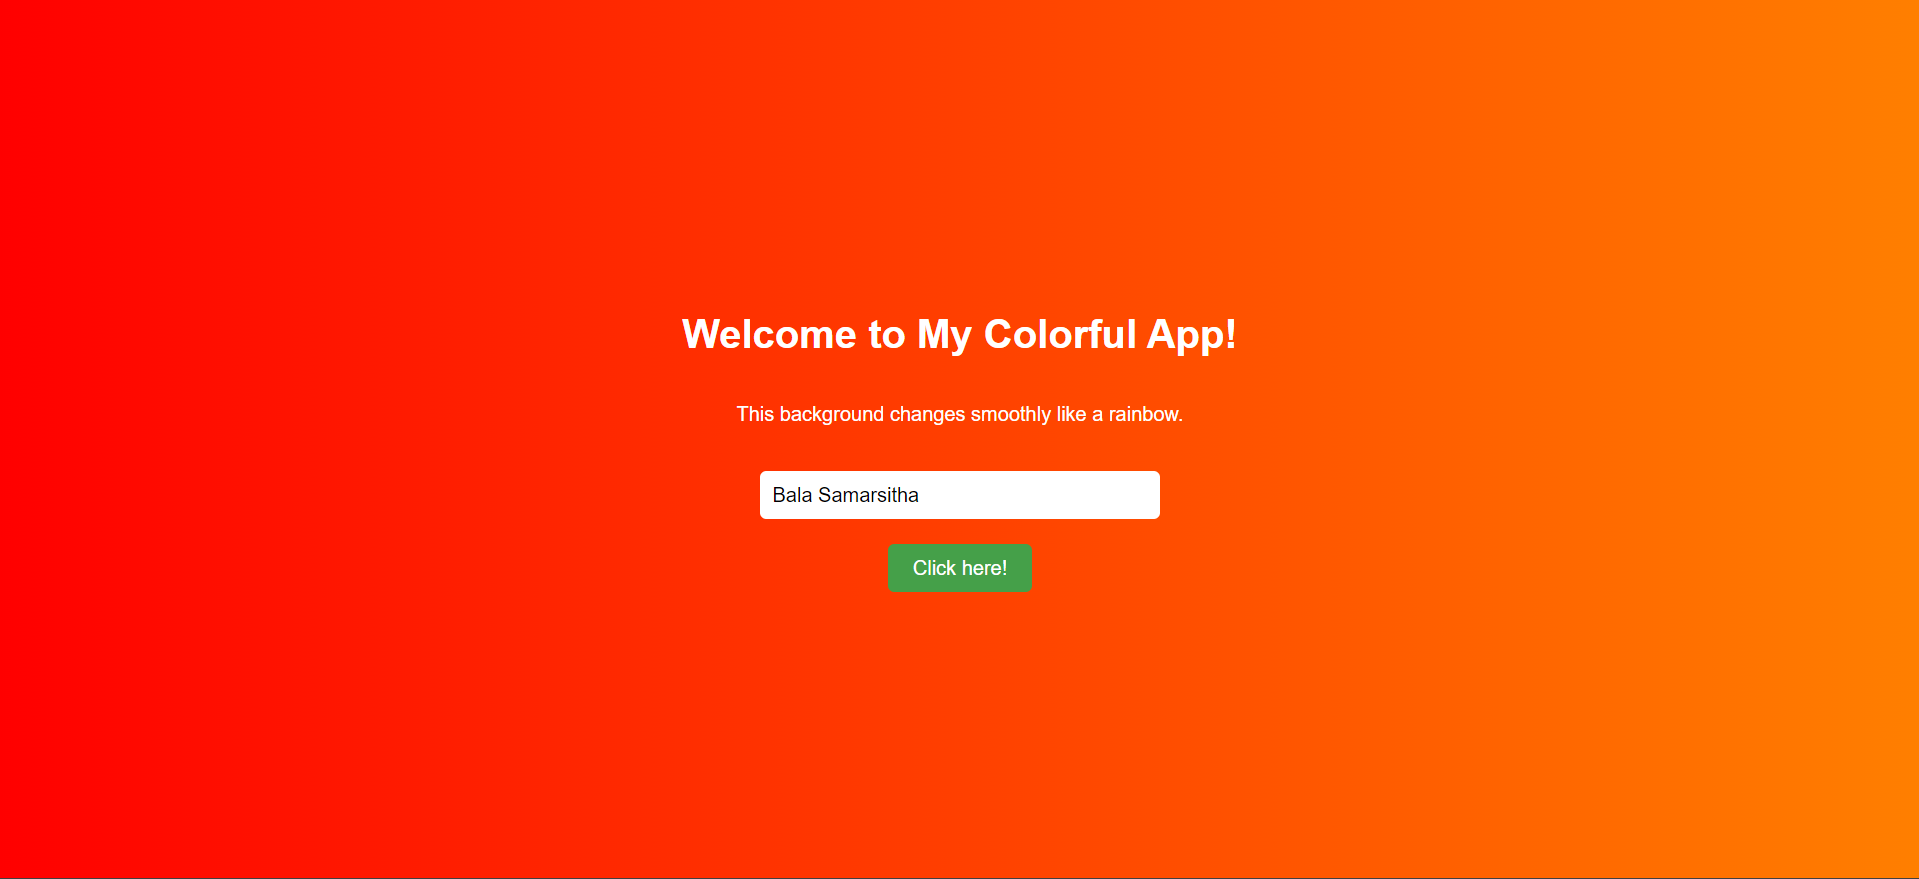 Welcome to My Colorful App!
This background changes smoothly like a rainbow.
Bala Samarsitha
Click here!